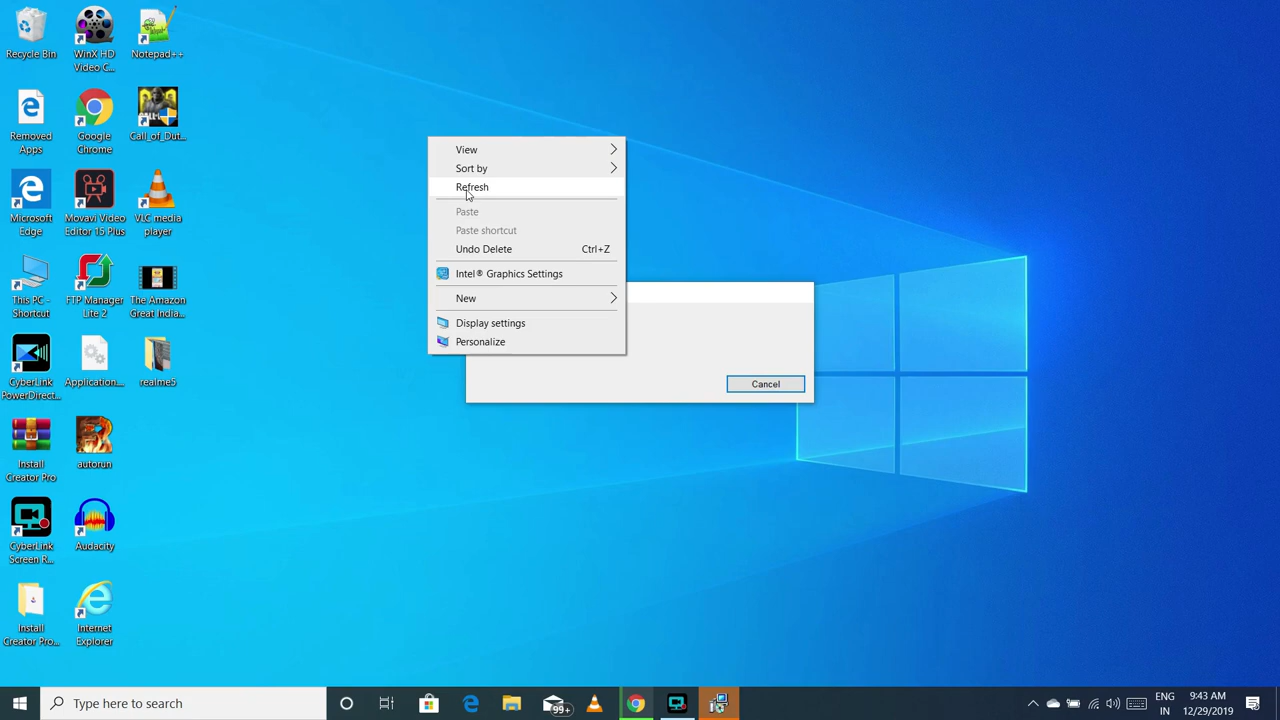 Recycle Bin
WinX HD
Video C...
Notepad++
Removed
Apps
Google
Chrome
Call_of_Dut...
Microsoft
Edge
Movavi Video
Editor 15 Plus
VLC media
player
This PC -
Shortcut
FTP Manager
Lite 2
The Amazon
Great India...
CyberLink
PowerDirect...
Application...
realme5
Install
Creator Pro
autorun
CyberLink
Screen R...
Audacity
Install
Creator Pro...
Internet
Explorer
View
Sort by
Refresh
Paste
Paste shortcut
Undo Delete Ctrl+Z
Intel® Graphics Settings
New
Display settings
Personalize
Cancel
Type here to search
99+
ENG
IN
9:43 AM
12/29/2019